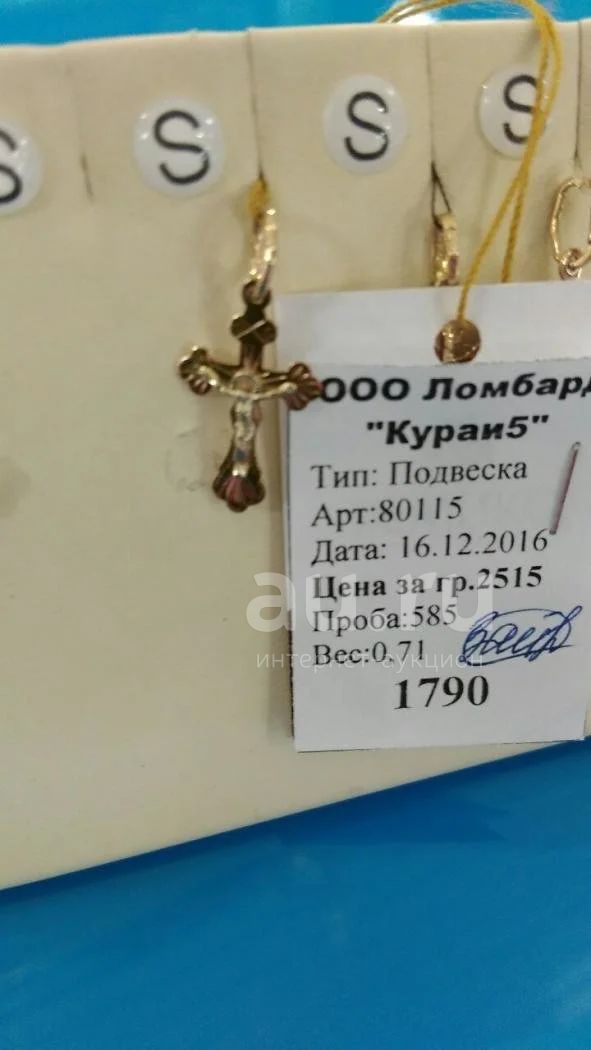 S S S S
ООО Ломбард
"Кураи5"
Тип: Подвеска
Арт:80115
Дата: 16.12.2016
Цена за гр.2515
Проба:585
Вес:0,71
1790
au.ru
интернет-аукцион